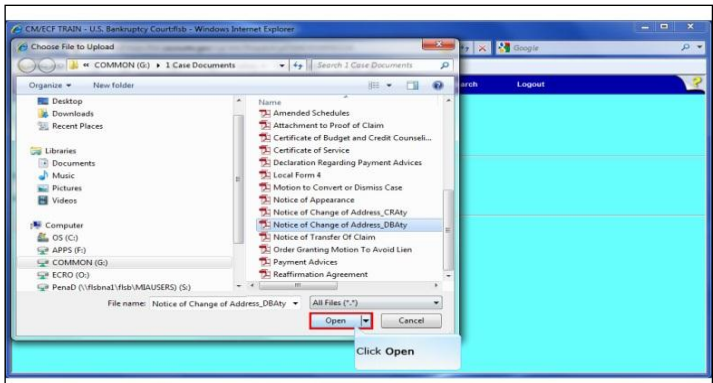 CM/ECF TRAIN - U.S. Bankruptcy Court:flsb - Windows Internet Explorer
Choose File to Upload
Google
« COMMON (G:) ▸ 1 Case Documents
Search 1 Case Documents
Organize
New folder
arch
Logout
Desktop
Downloads
Recent Places
Libraries
Documents
Music
Pictures
Videos
Computer
OS (C:)
APPS (F:)
COMMON (G:)
ECRO (O:)
PenaD (\\flsbna1\flsb\MIAUSERS) (S:)
Name
Amended Schedules
Attachment to Proof of Claim
Certificate of Budget and Credit Counseli...
Certificate of Service
Declaration Regarding Payment Advices
Local Form 4
Motion to Convert or Dismiss Case
Notice of Appearance
Notice of Change of Address_CRAty
Notice of Change of Address_DBAty
Notice of Transfer Of Claim
Order Granting Motion To Avoid Lien
Payment Advices
Reaffirmation Agreement
File name: Notice of Change of Address_DBAty
All Files (*.*)
Open
Cancel
Click Open